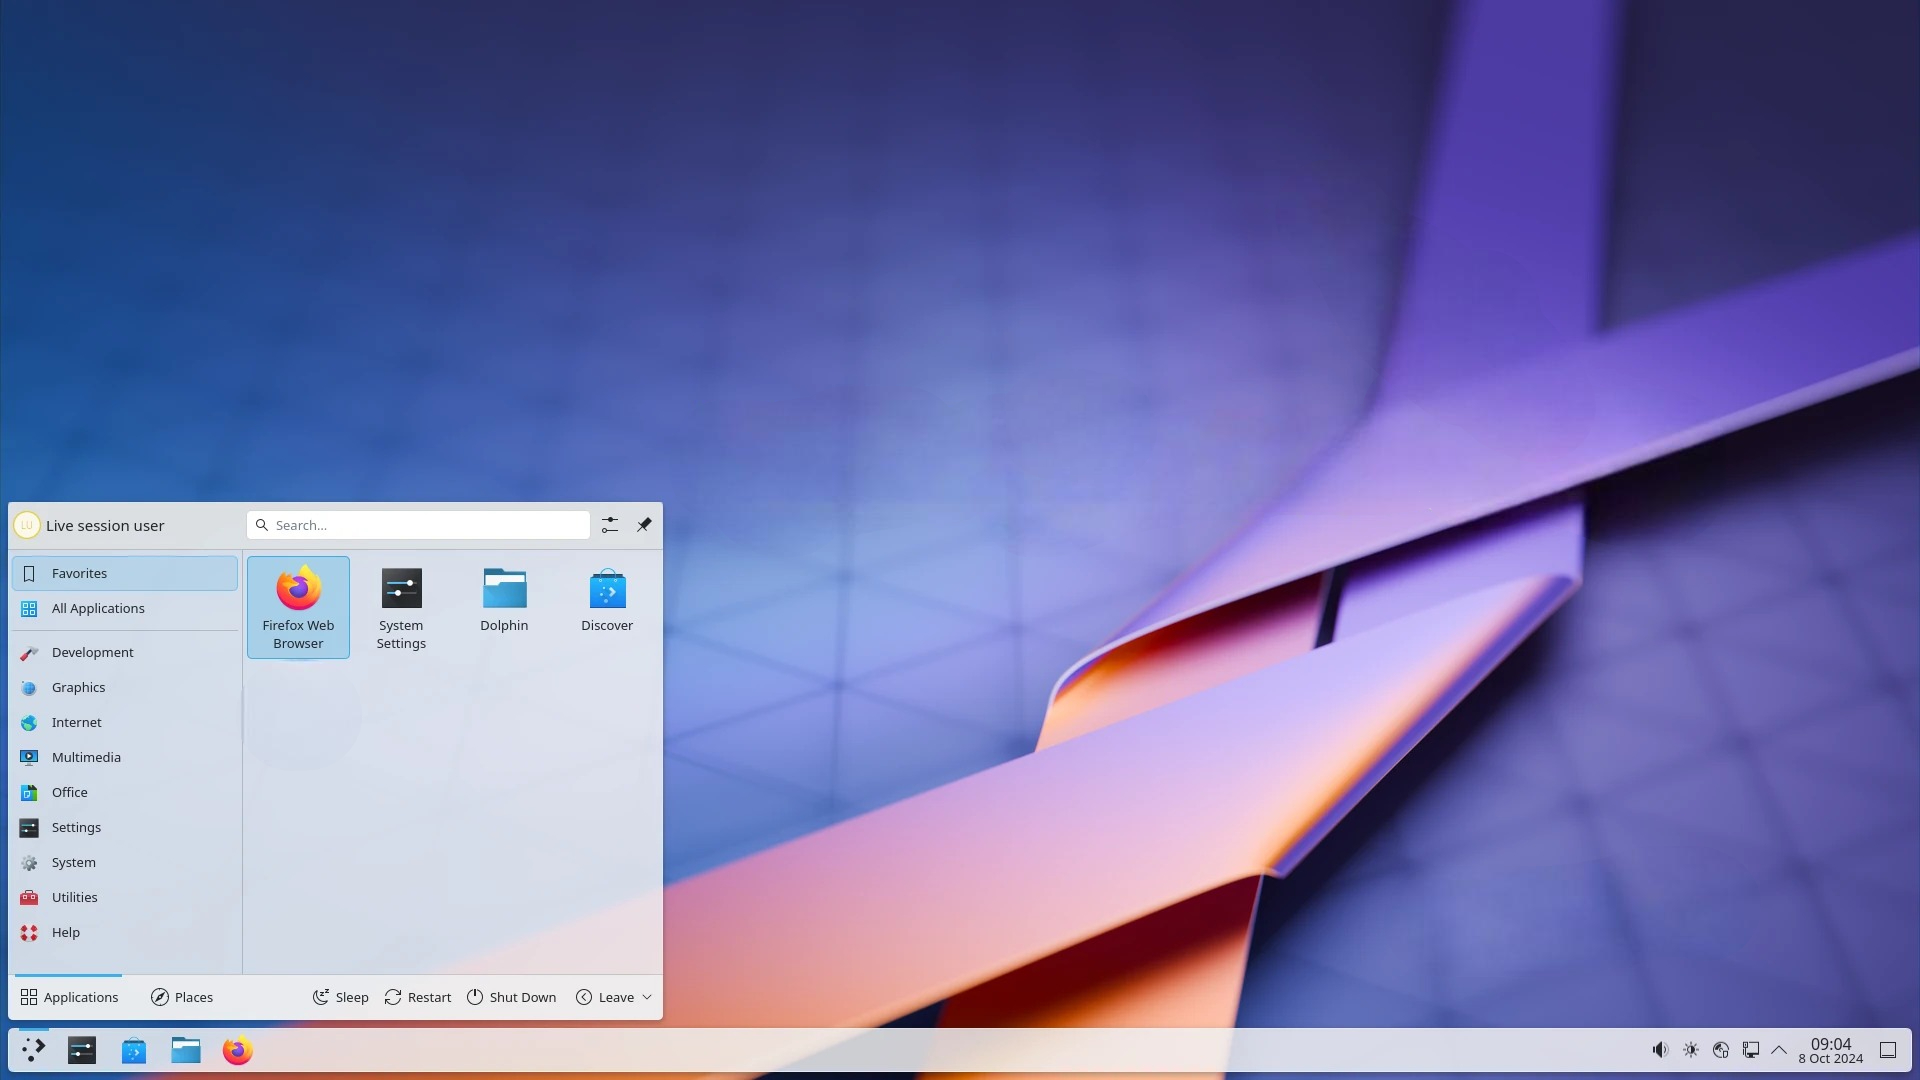 LU
Live session user
Search...
Favorites
All Applications
Development
Graphics
Internet
Multimedia
Office
Settings
System
Utilities
Help
Firefox Web
Browser
System
Settings
Dolphin
Discover
Applications
Places
Sleep
Restart
Shut Down
Leave
09:04
8 Oct 2024